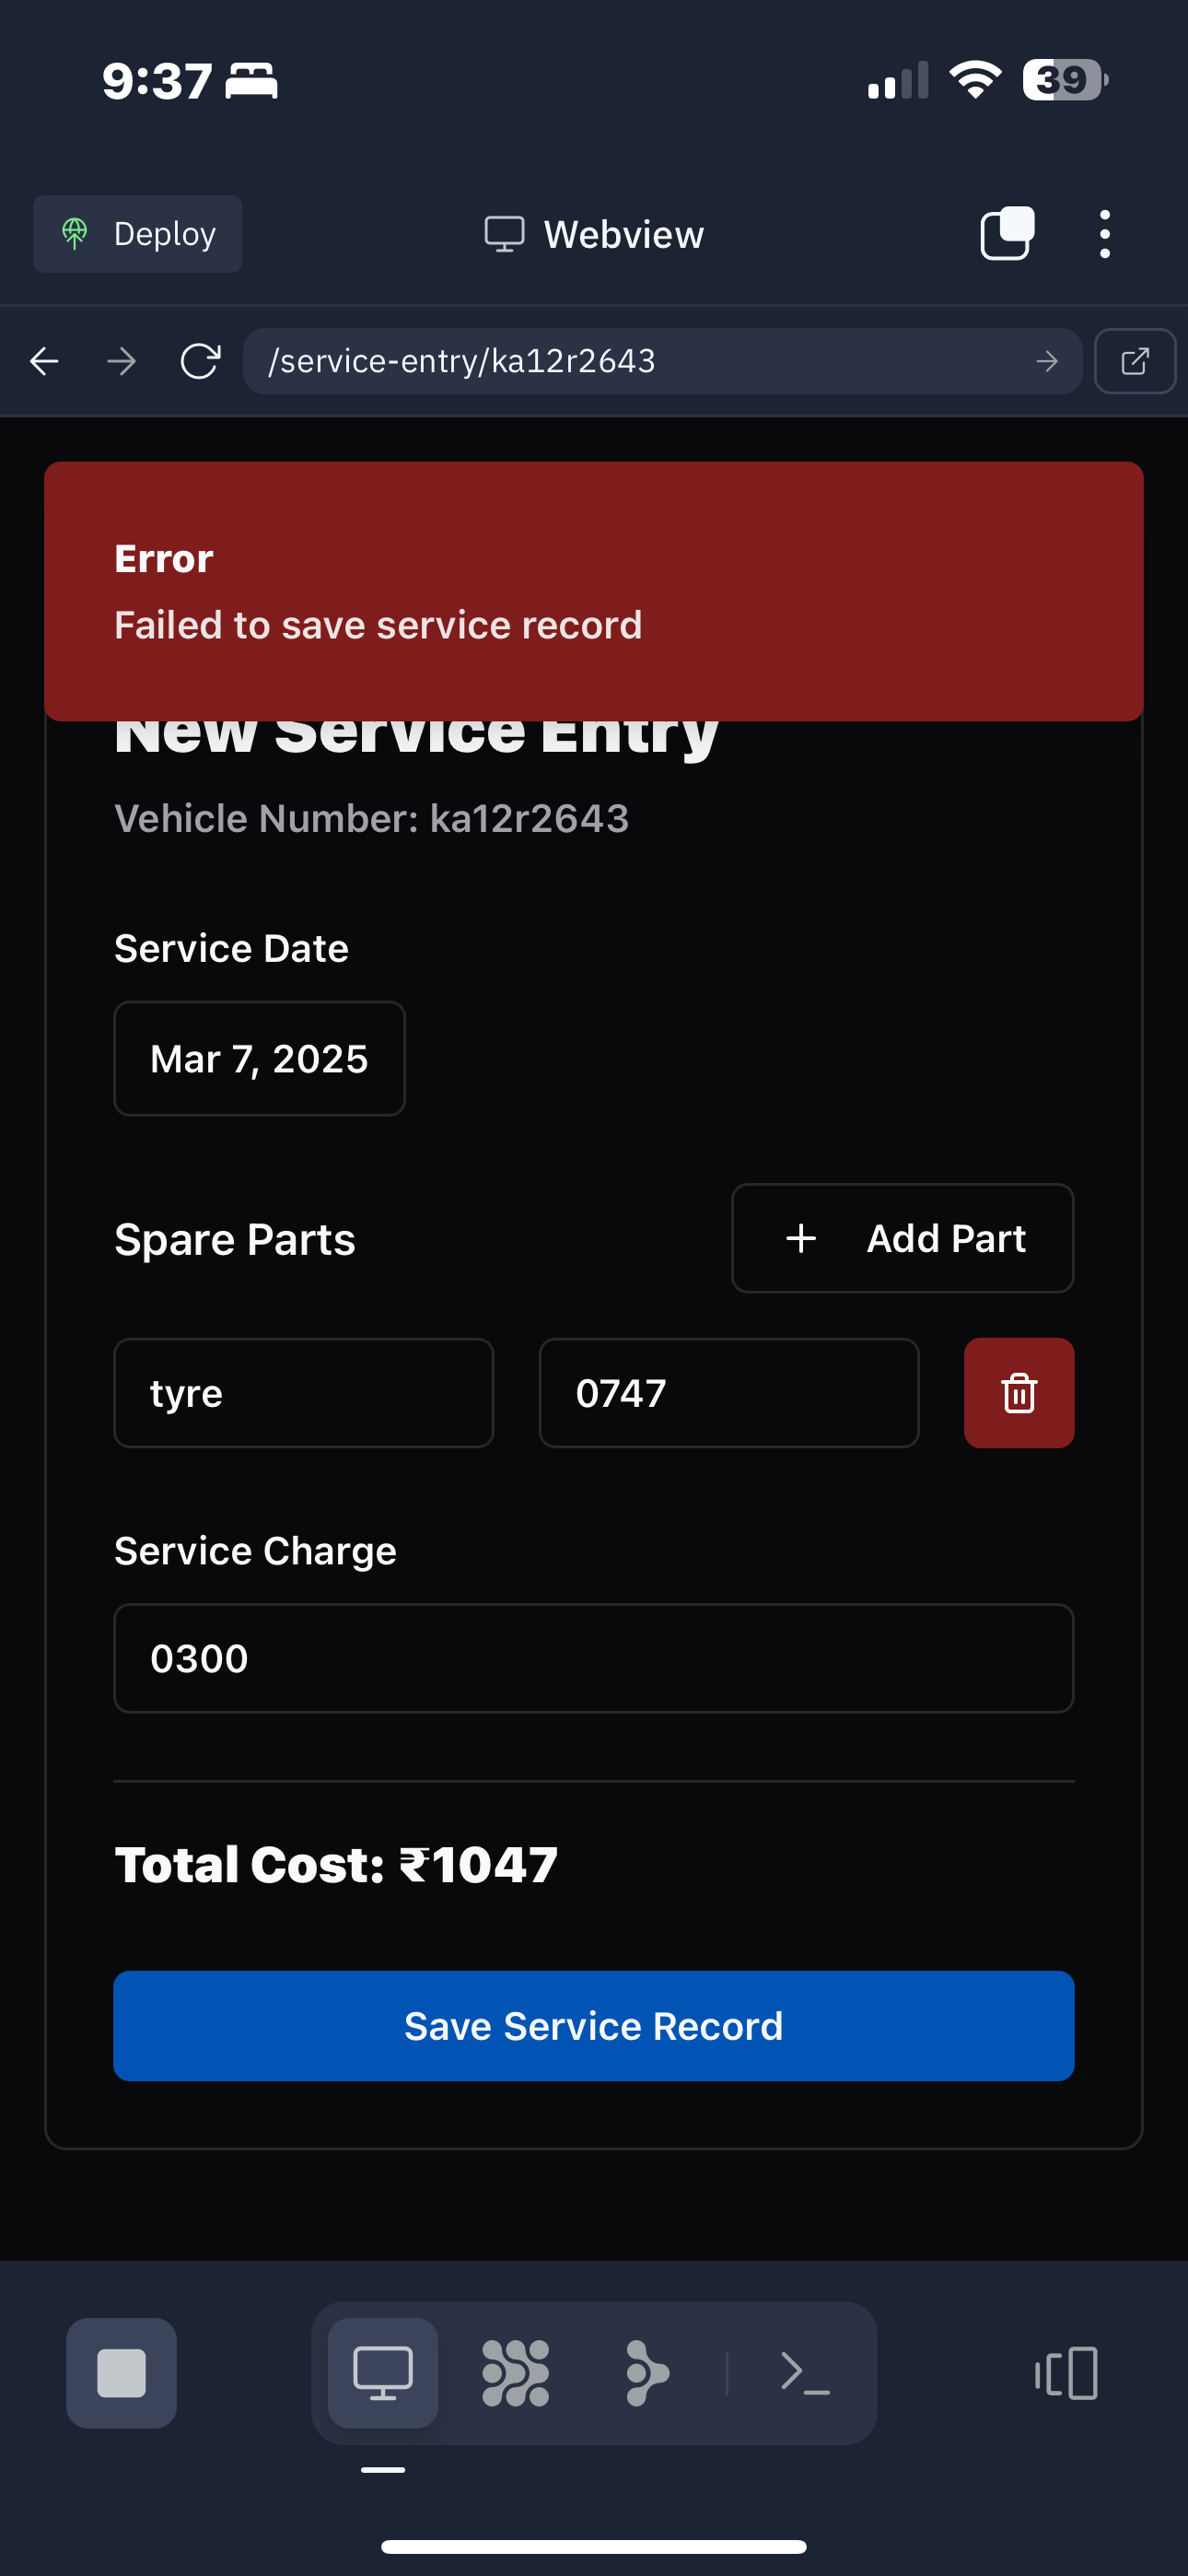 9:37
39
Deploy
Webview
/service-entry/ka12r2643
Error
Failed to save service record
New Service Entry
Vehicle Number: ka12r2643
Service Date
Mar 7, 2025
Spare Parts
+ Add Part
tyre
0747
Service Charge
0300
Total Cost: ₹1047
Save Service Record